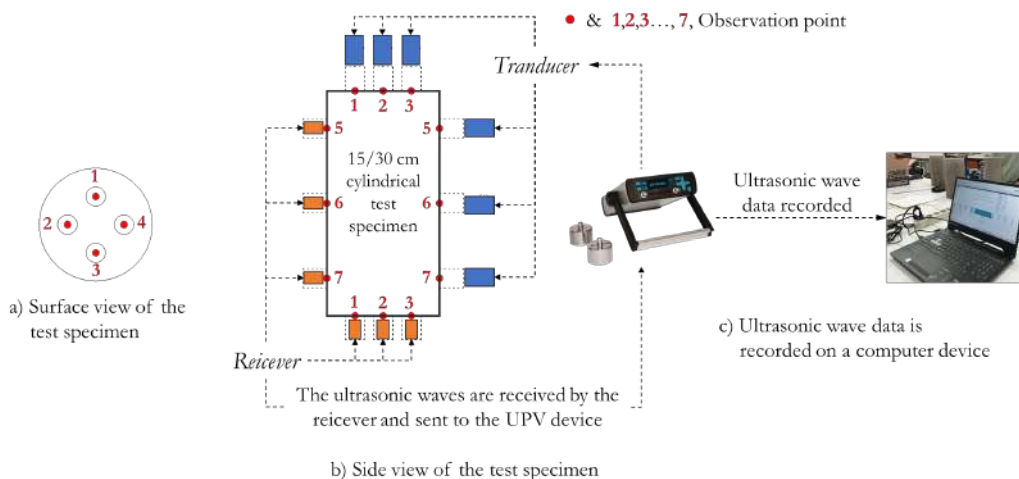 • & 1,2,3…, 7, Observation point
Tranducer
1 2 3
5 5
15/30 cm
cylindrical
test
specimen
6 6
7 7
1 2 3
1
2 4
3
a) Surface view of the
test specimen
Ultrasonic wave
data recorded
c) Ultrasonic wave data is
recorded on a computer device
Reicever
The ultrasonic waves are received by the
reicever and sent to the UPV device
b) Side view of the test specimen